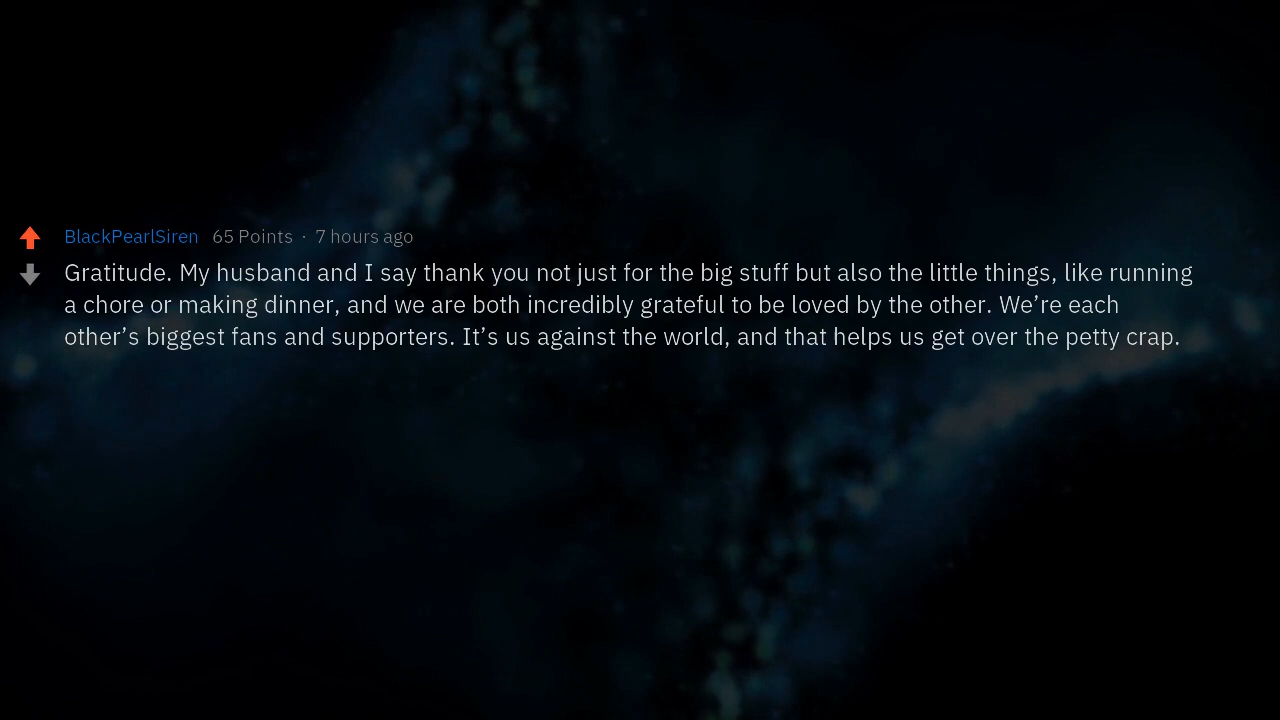 BlackPearlSiren 65 Points · 7 hours ago
Gratitude. My husband and I say thank you not just for the big stuff but also the little things, like running
a chore or making dinner, and we are both incredibly grateful to be loved by the other. We’re each
other’s biggest fans and supporters. It’s us against the world, and that helps us get over the petty crap.